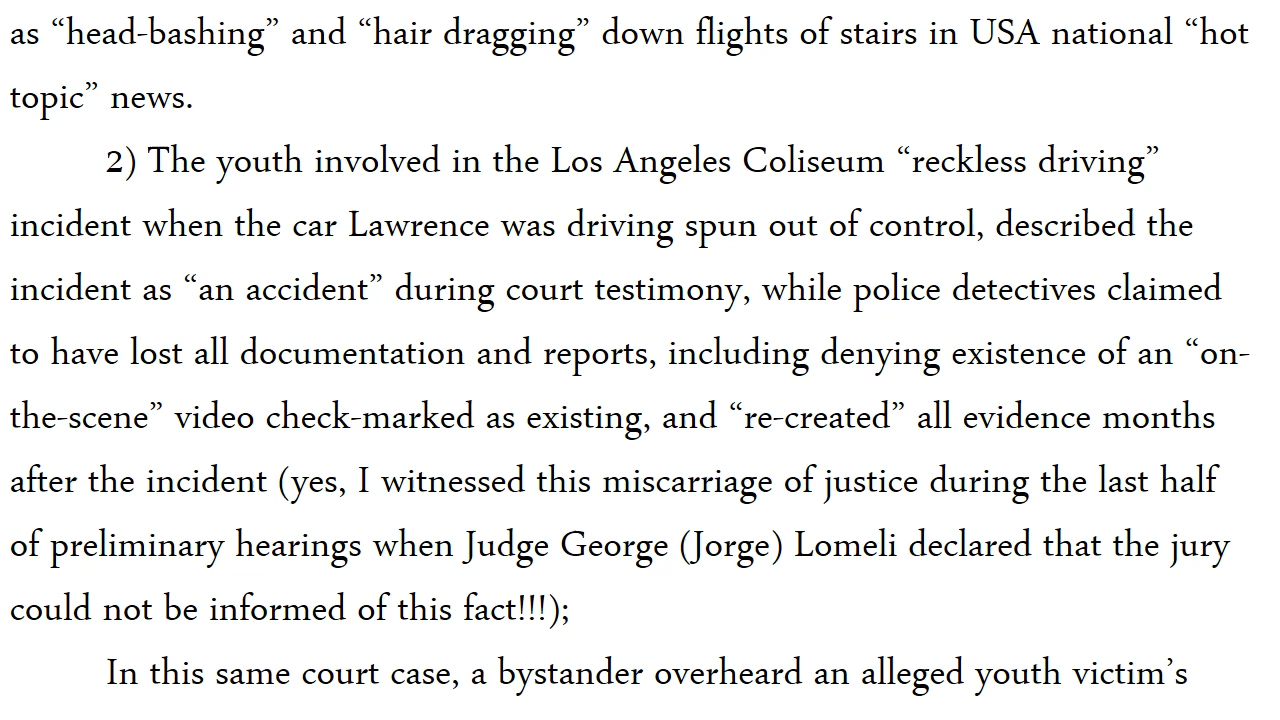 as “head-bashing” and “hair dragging” down flights of stairs in USA national “hot
topic” news.
2) The youth involved in the Los Angeles Coliseum “reckless driving”
incident when the car Lawrence was driving spun out of control, described the
incident as “an accident” during court testimony, while police detectives claimed
to have lost all documentation and reports, including denying existence of an “on-
the-scene” video check-marked as existing, and “re-created” all evidence months
after the incident (yes, I witnessed this miscarriage of justice during the last half
of preliminary hearings when Judge George (Jorge) Lomeli declared that the jury
could not be informed of this fact!!!);
In this same court case, a bystander overheard an alleged youth victim’s